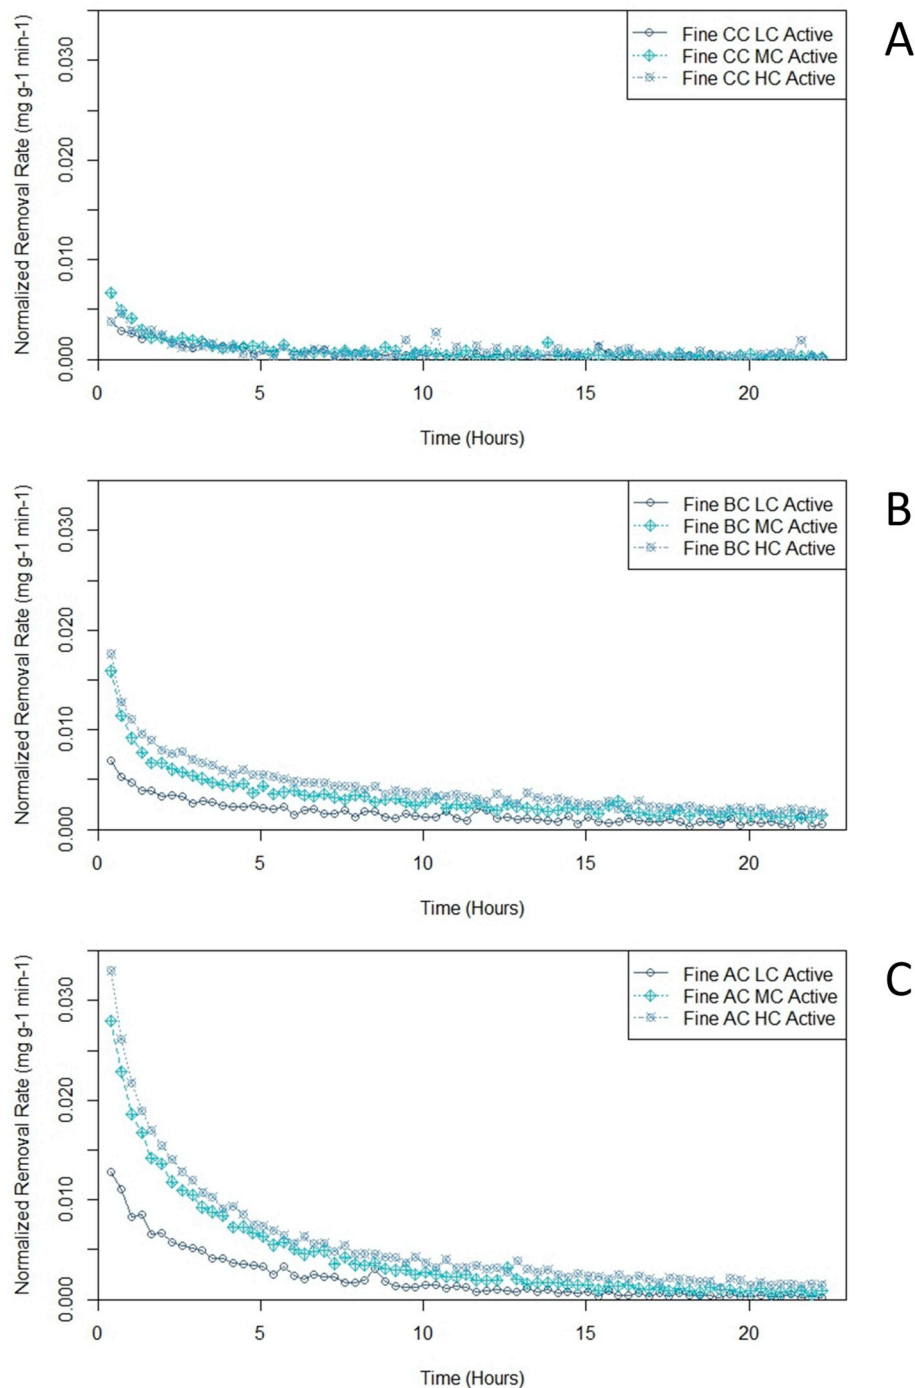 A
Fine CC LC Active
Fine CC MC Active
Fine CC HC Active
Normalized Removal Rate (mg g-1 min-1)
0.030
0.020
0.010
0.000
0 5 10 15 20
Time (Hours)
B
Fine BC LC Active
Fine BC MC Active
Fine BC HC Active
Normalized Removal Rate (mg g-1 min-1)
0.030
0.020
0.010
0.000
0 5 10 15 20
Time (Hours)
C
Fine AC LC Active
Fine AC MC Active
Fine AC HC Active
Normalized Removal Rate (mg g-1 min-1)
0.030
0.020
0.010
0.000
0 5 10 15 20
Time (Hours)